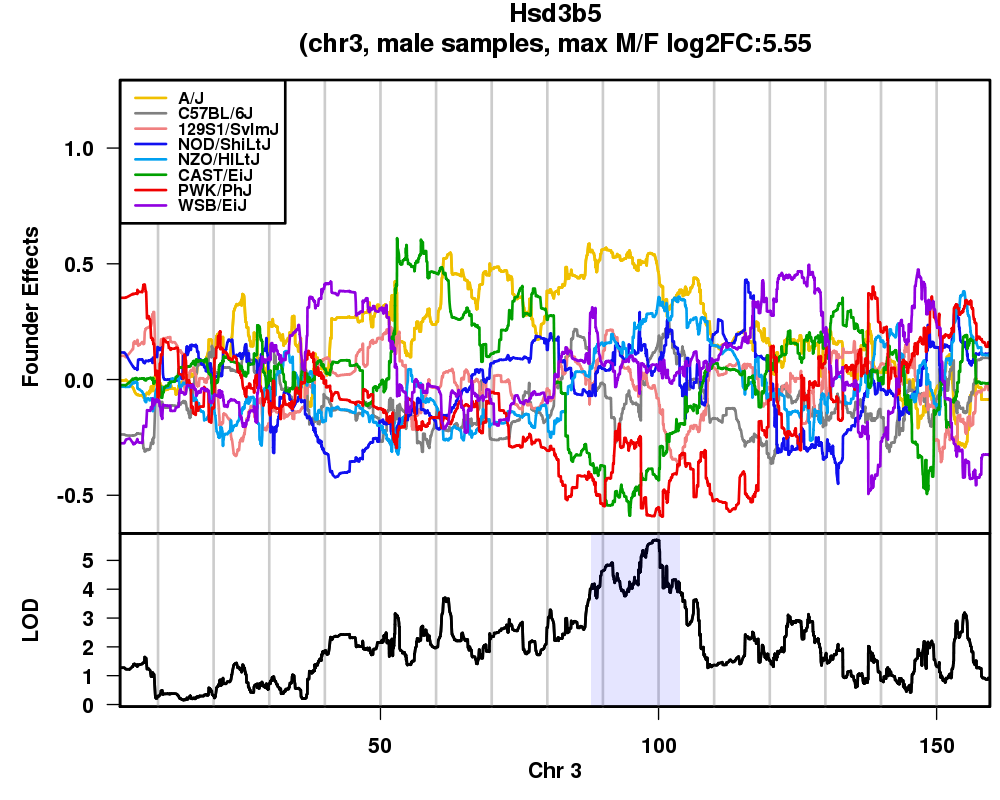 Hsd3b5
(chr3, male samples, max M/F log2FC:5.55
A/J
C57BL/6J
129S1/SvImJ
NOD/ShiLtJ
NZO/HlLtJ
CAST/EiJ
PWK/PhJ
WSB/EiJ
Founder Effects
1.0
0.5
0.0
-0.5
LOD
5
4
3
2
1
0
50
100
150
Chr 3